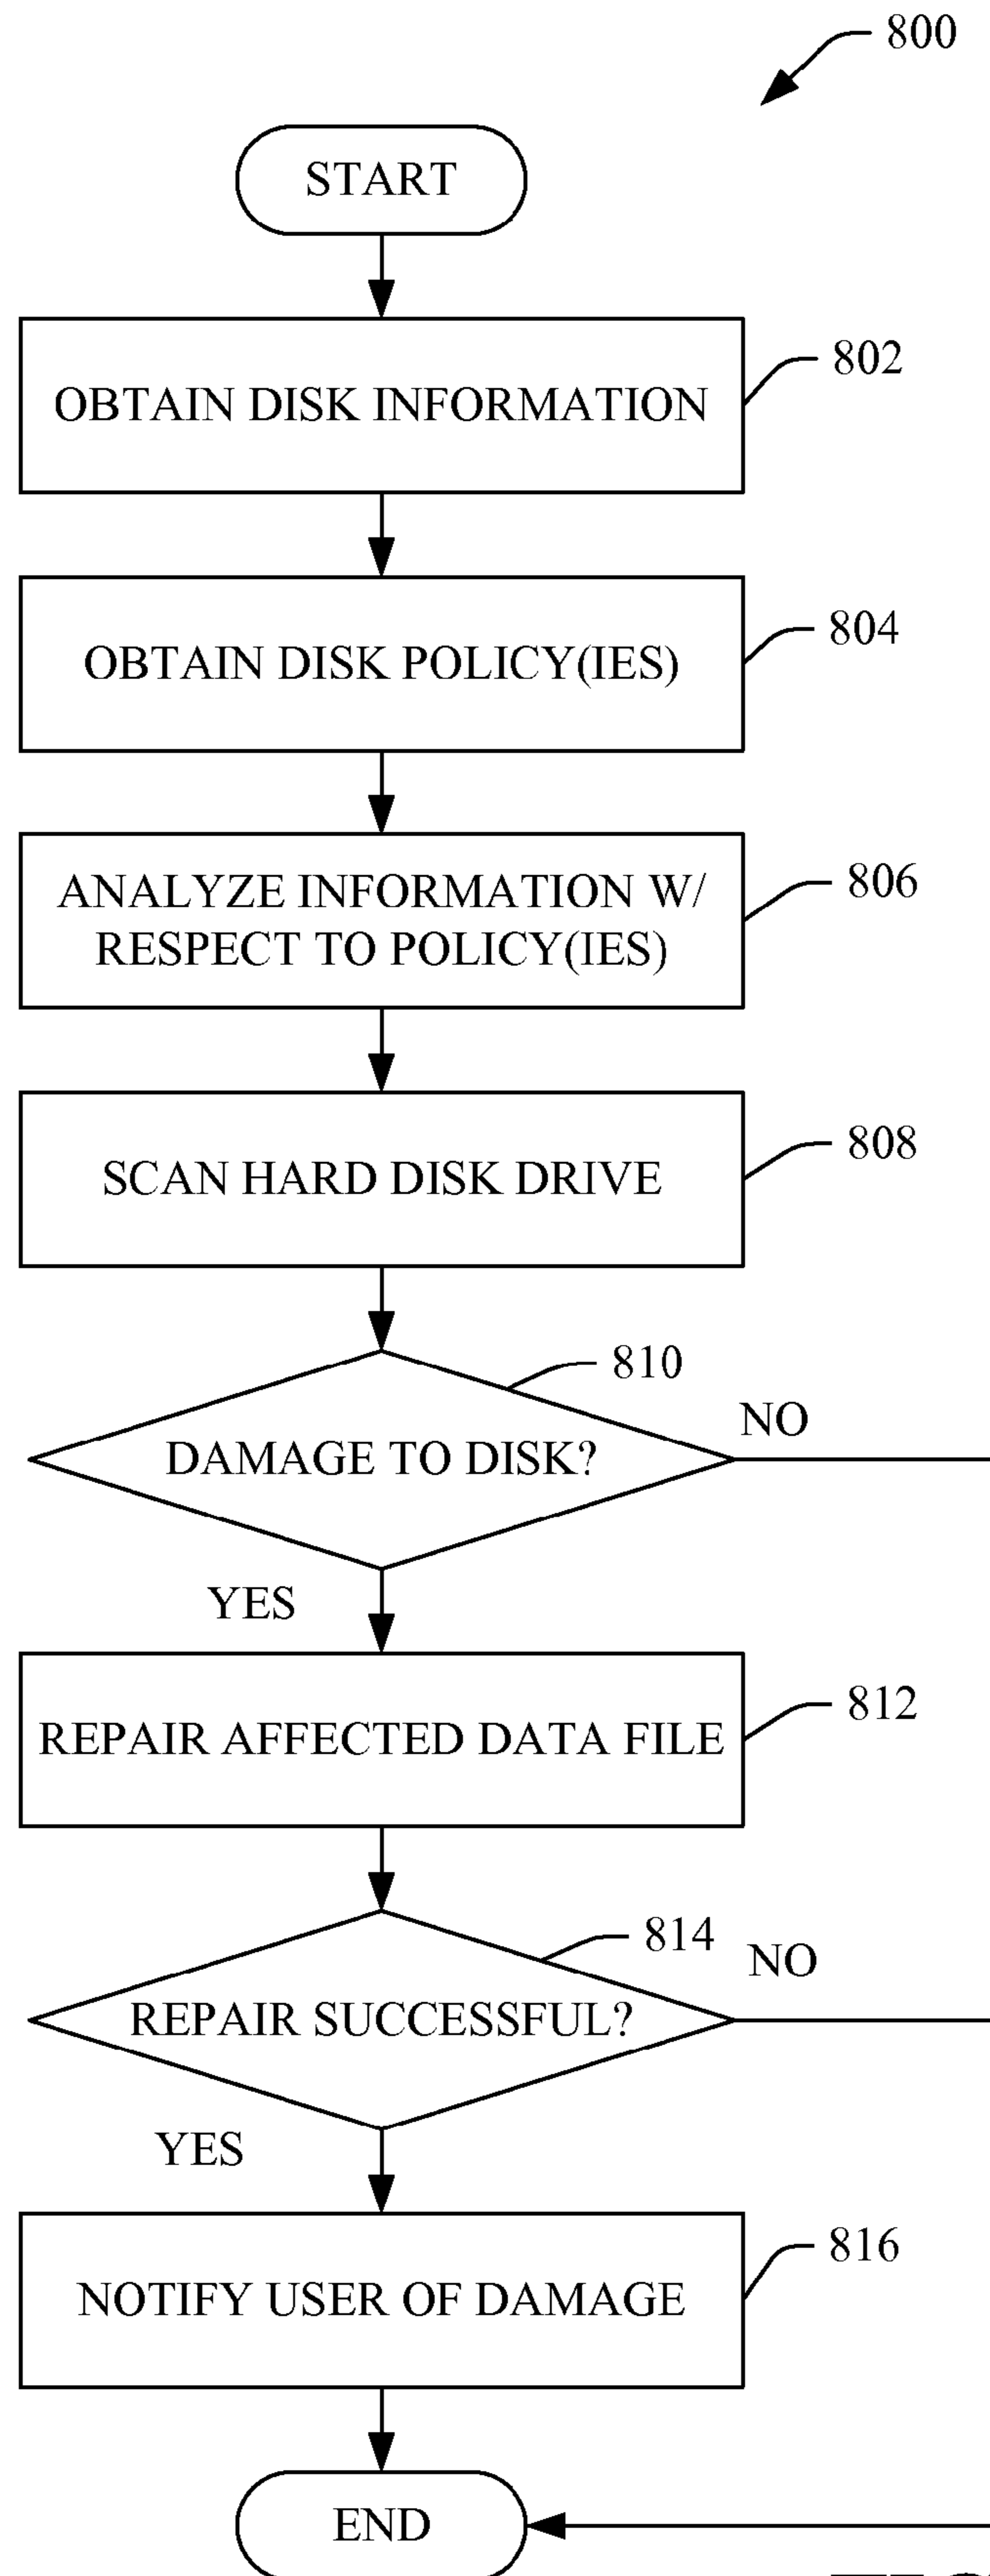 800
START
OBTAIN DISK INFORMATION
802
OBTAIN DISK POLICY(IES)
804
ANALYZE INFORMATION W/
RESPECT TO POLICY(IES)
806
SCAN HARD DISK DRIVE
808
810
DAMAGE TO DISK?
NO
YES
REPAIR AFFECTED DATA FILE
812
814
NO
REPAIR SUCCESSFUL?
YES
NOTIFY USER OF DAMAGE
816
END